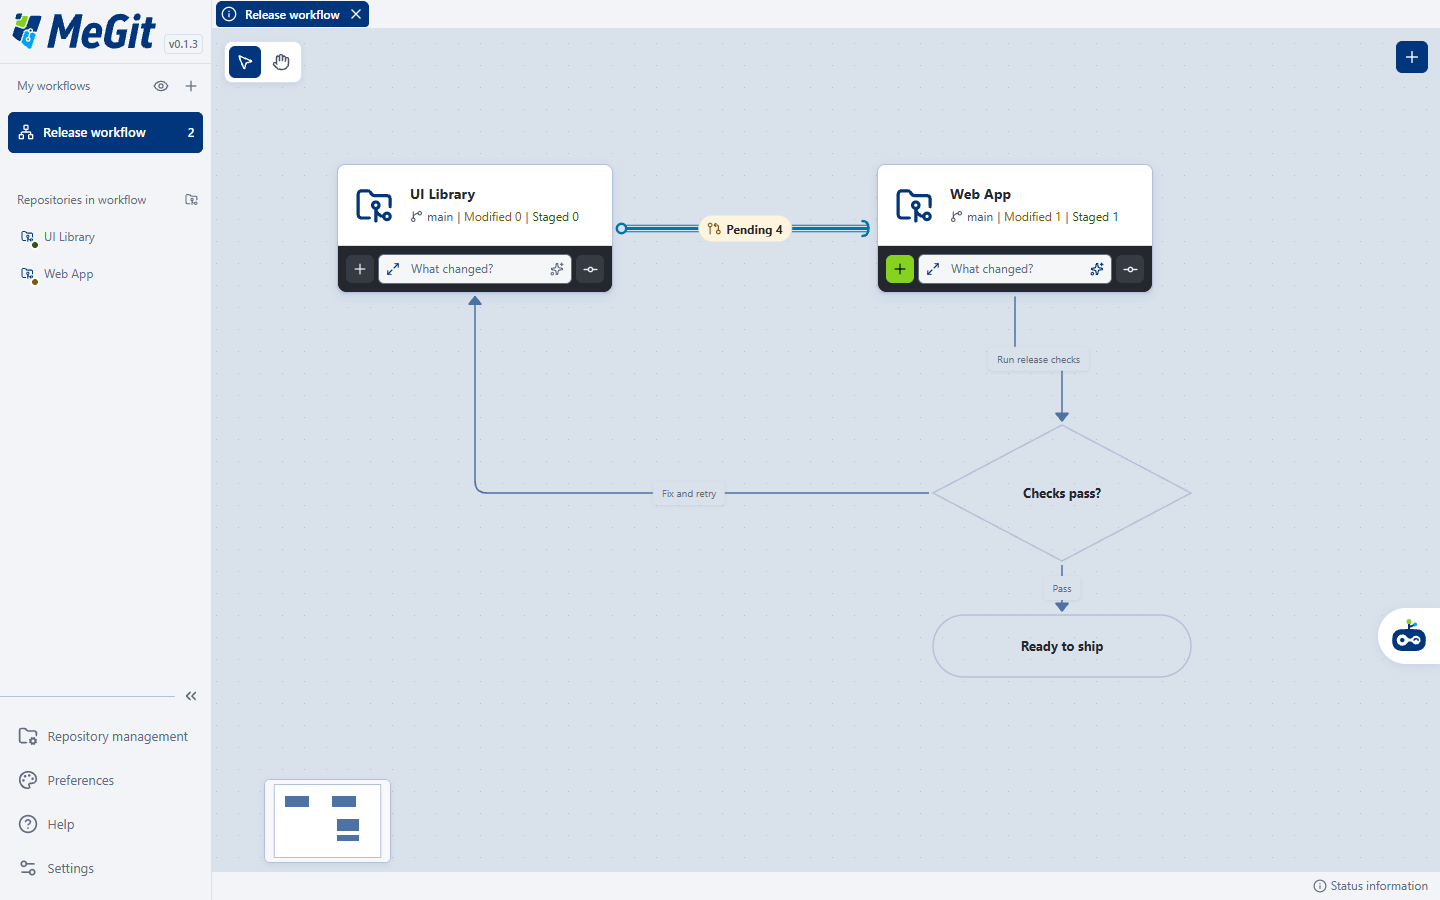 MeGit
v0.1.3
My workflows
Release workflow 2
Repositories in workflow
UI Library
Web App
Repository management
Preferences
Help
Settings
Release workflow
UI Library
main | Modified 0 | Staged 0
What changed?
Pending 4
Web App
main | Modified 1 | Staged 1
What changed?
Run release checks
Checks pass?
Fix and retry
Pass
Ready to ship
Status information